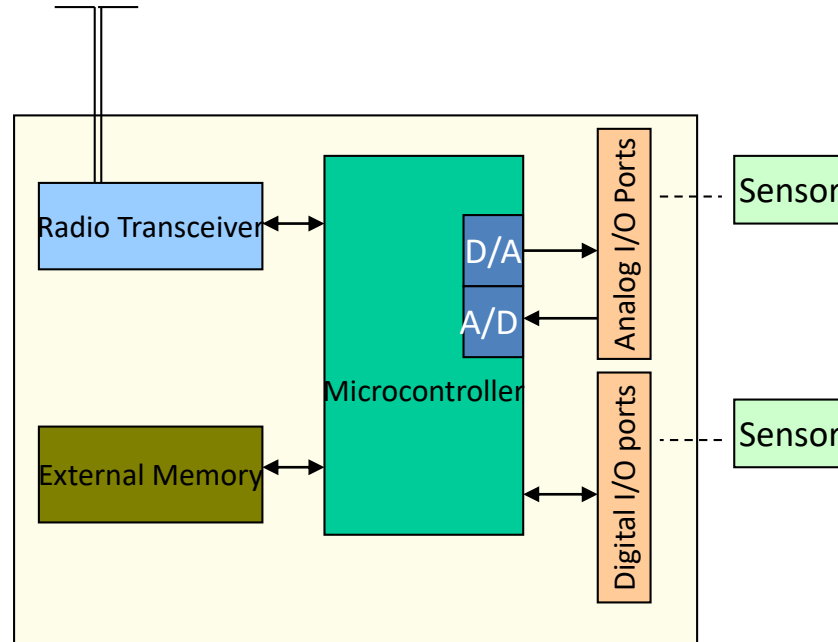 Radio Transceiver
External Memory
Microcontroller
D/A
A/D
Analog I/O Ports
Digital I/O ports
Sensor
Sensor